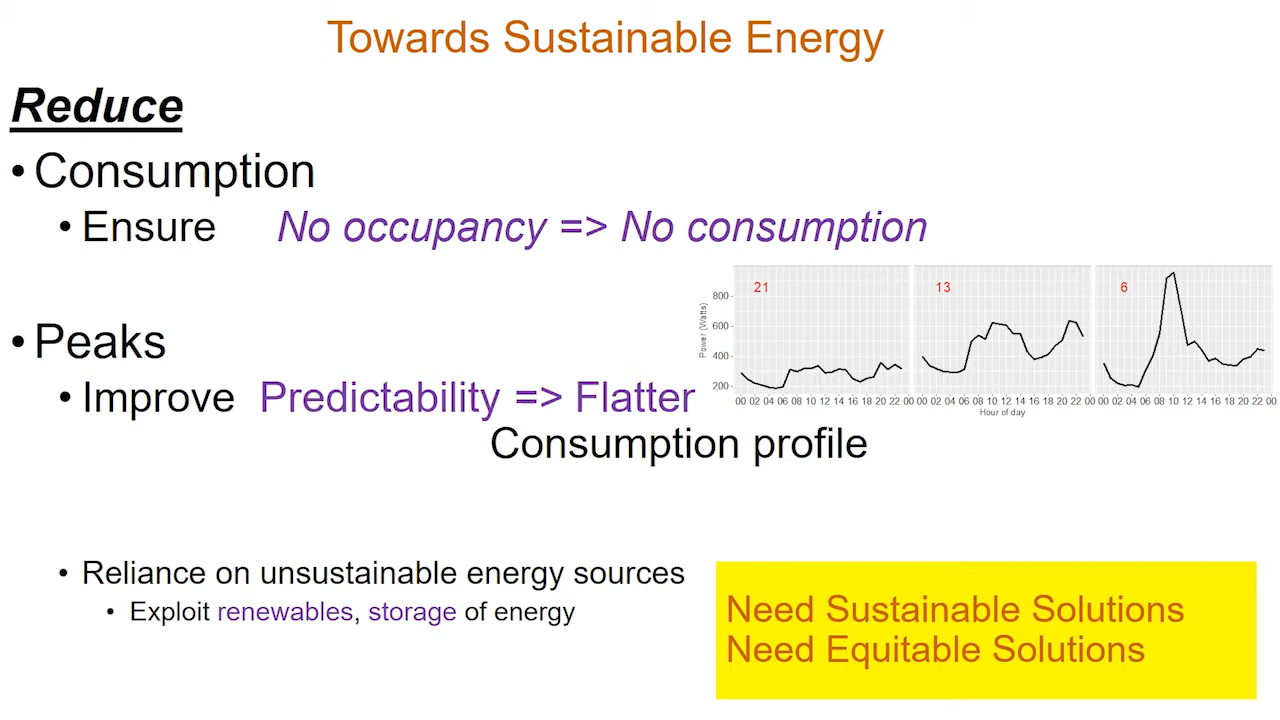 Towards Sustainable Energy
Reduce
• Consumption
• Ensure No occupancy => No consumption
• Peaks
• Improve Predictability => Flatter
Consumption profile
21 13 6
Power (Watts)
800
600
400
200
00 02 04 06 08 10 12 14 16 18 20 22 00 02 04 06 08 10 12 14 16 18 20 22 00 02 04 06 08 10 12 14 16 18 20 22 00
Hour of day
• Reliance on unsustainable energy sources
• Exploit renewables, storage of energy
Need Sustainable Solutions
Need Equitable Solutions